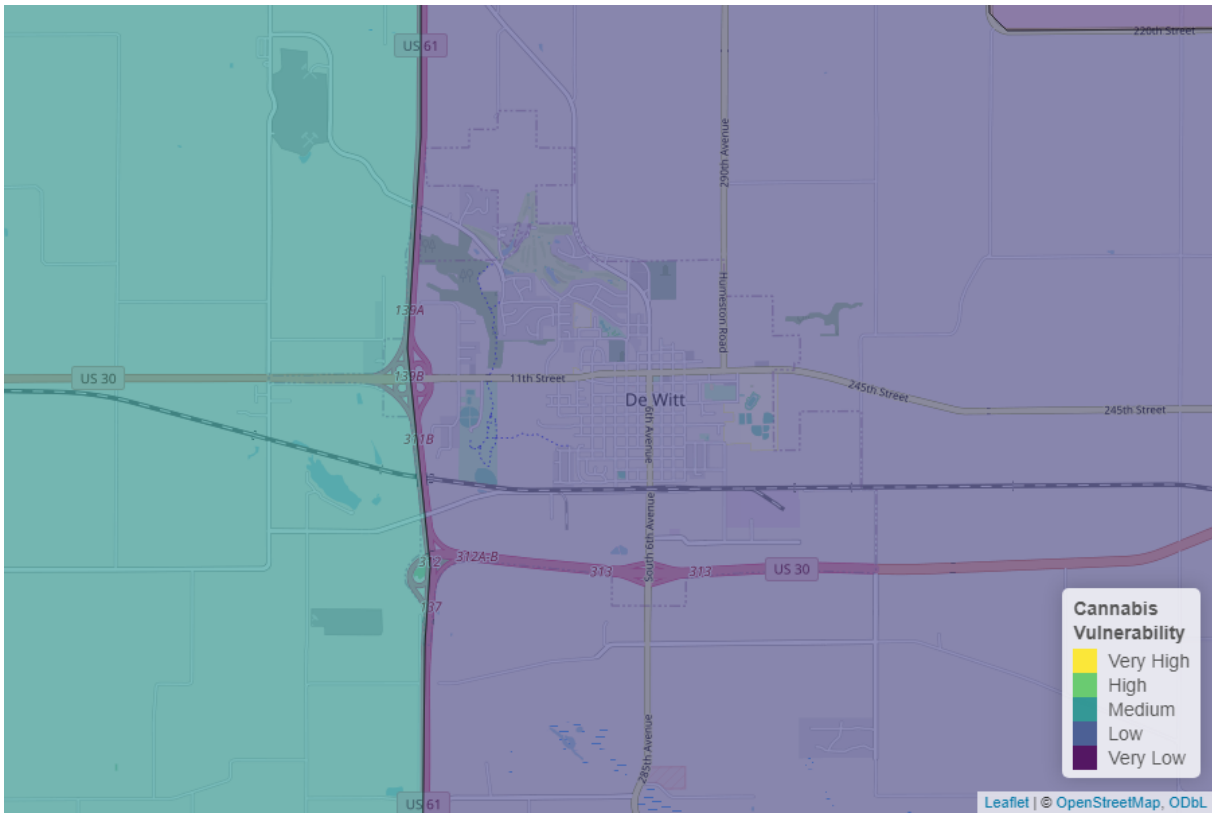 220th Street
US 61
290th Avenue
Humeston Road
139A
US 30
139B
11th Street
245th Street
De Witt
245th Street
6th Avenue
311B
South 6th Avenue
312
312A-B
313
313
US 30
137
285th Avenue
US 61
Cannabis
Vulnerability
Very High
High
Medium
Low
Very Low
Leaflet | © OpenStreetMap, ODbL